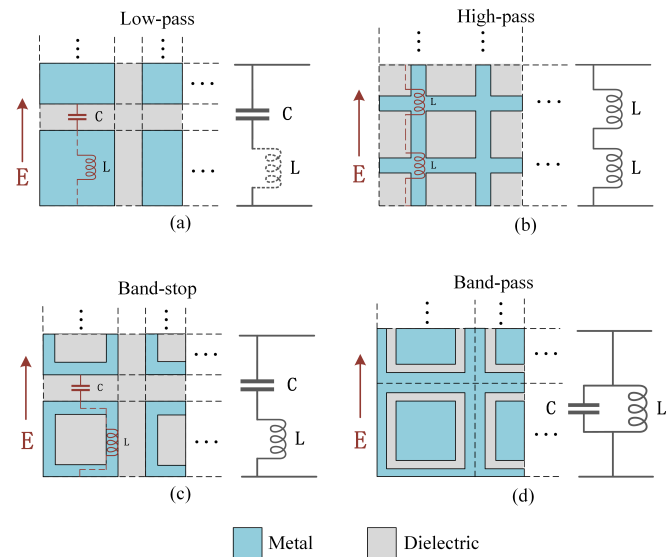 Low-pass
High-pass
E
C
L
C
L
E
L
L
L
L
(a)
(b)
Band-stop
Band-pass
E
C
L
C
L
E
C
L
(c)
(d)
Metal
Dielectric